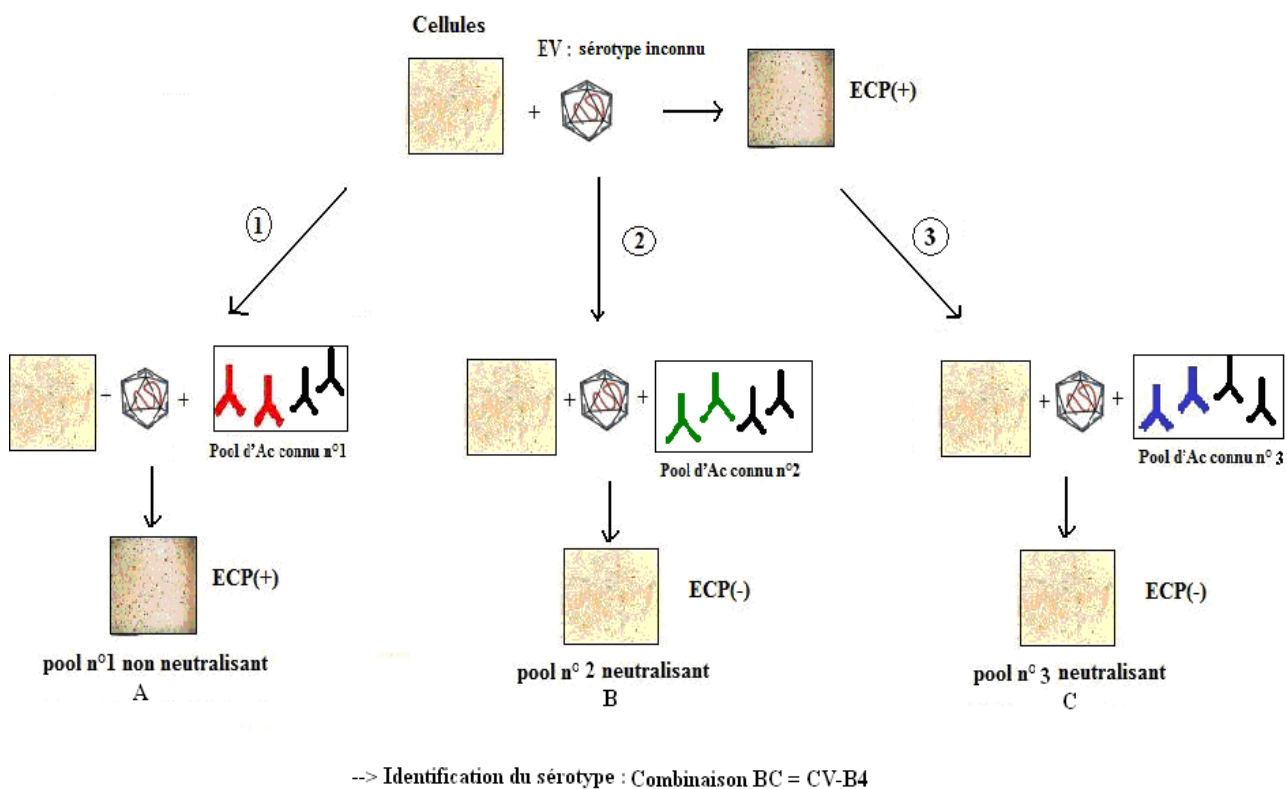 Cellules
EV : sérotype inconnu
+
ECP(+)
1
2
3
+ +
Pool d'Ac connu n°1
+ +
Pool d'Ac connu n°2
+ +
Pool d'Ac connu n° 3
ECP(+)
ECP(-)
ECP(-)
pool n°1 non neutralisant
A
pool n° 2 neutralisant
B
pool n° 3 neutralisant
C
--> Identification du sérotype : Combinaison BC = CV-B4